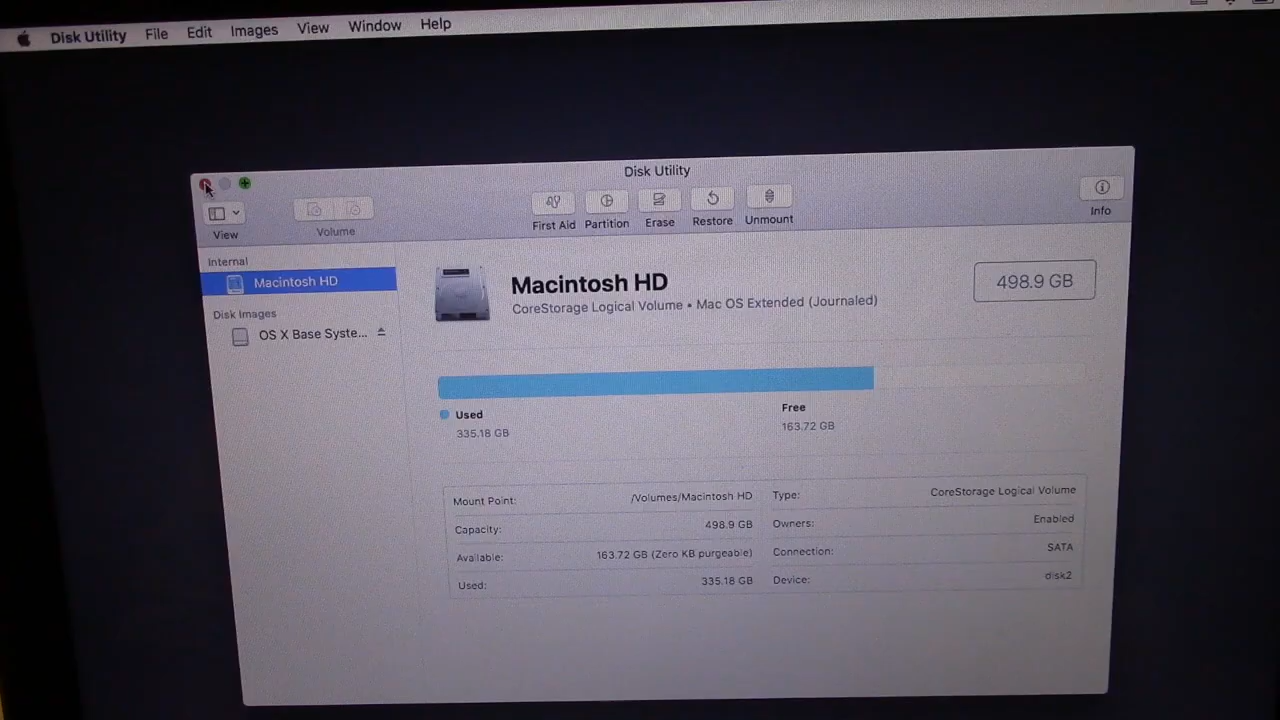 Disk Utility File Edit Images View Window Help
Disk Utility
View
Volume
First Aid Partition Erase Restore Unmount
Info
Internal
Macintosh HD
Disk Images
OS X Base Syste...
Macintosh HD
CoreStorage Logical Volume • Mac OS Extended (Journaled)
498.9 GB
Used
335.18 GB
Free
163.72 GB
Mount Point: /Volumes/Macintosh HD
Capacity: 498.9 GB
Available: 163.72 GB (Zero KB purgeable)
Used: 335.18 GB
Type: CoreStorage Logical Volume
Owners: Enabled
Connection: SATA
Device: disk2